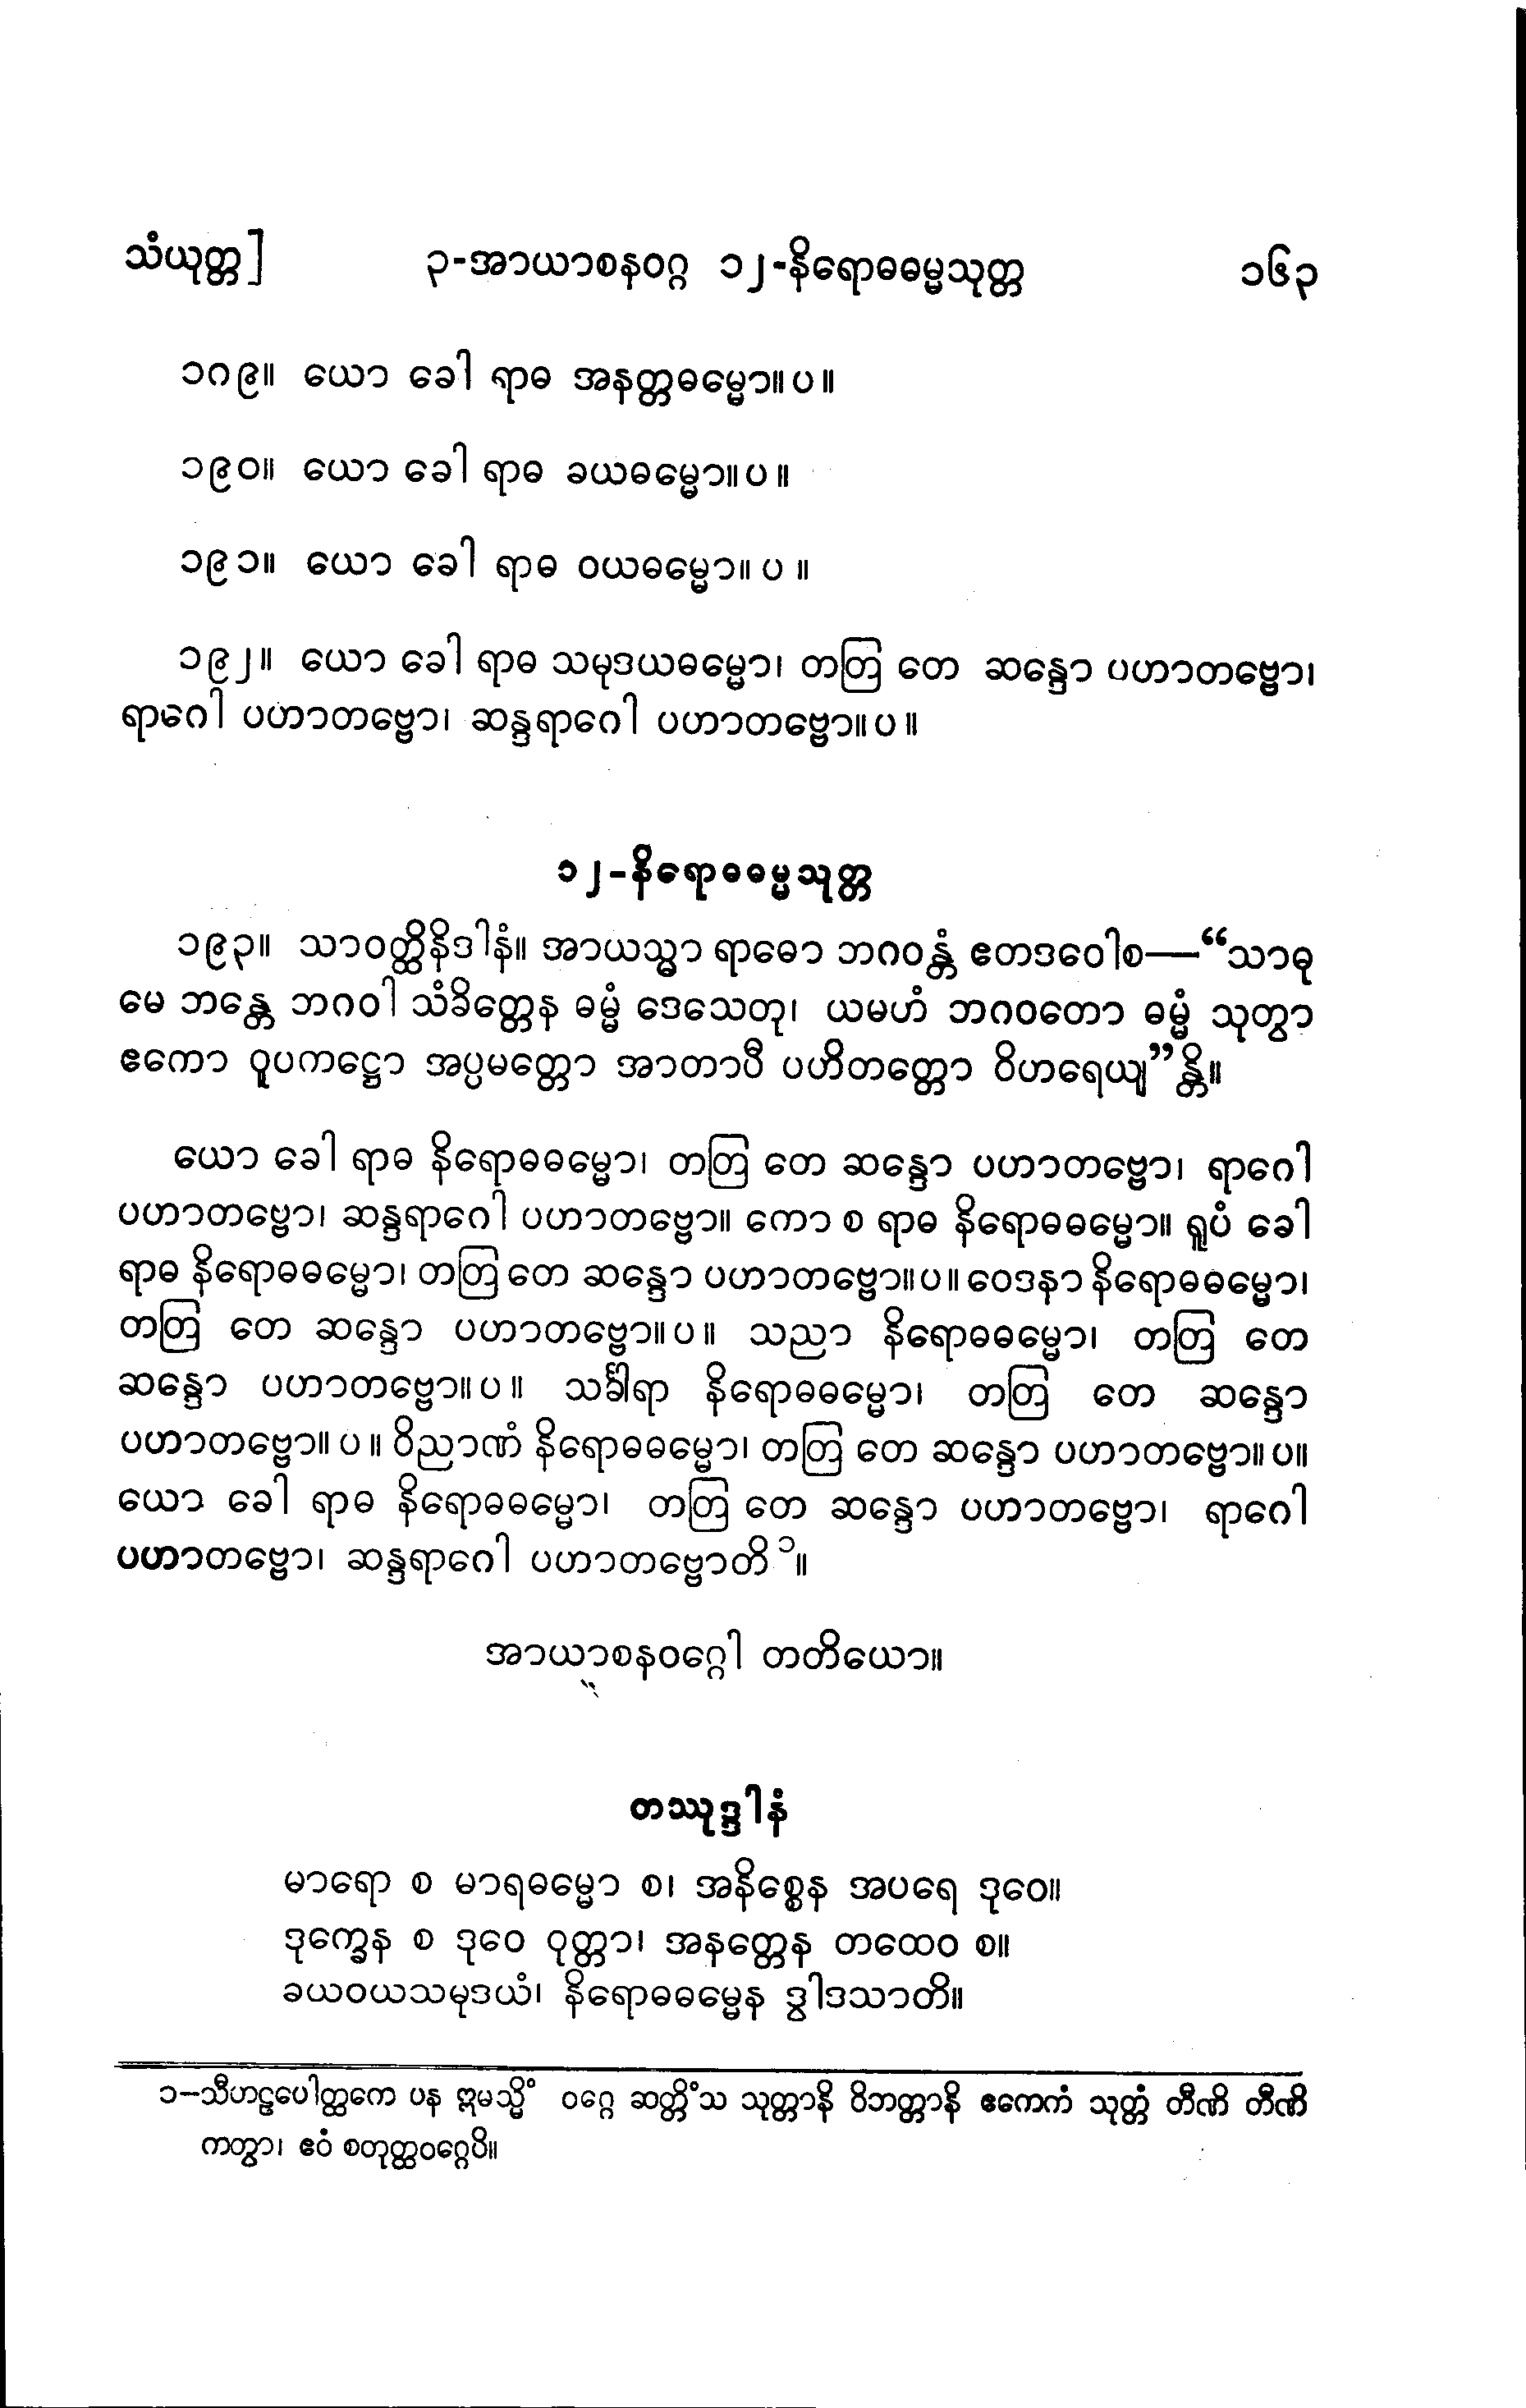 သံယုတ္တ] ၃-အာယာစနဝဂ္ဂ ၁၂-နိရောဓဓမ္မသုတ္တ ၁၆၃
၁၈၉။ ယော ခေါ ရာဓ အနတ္တဓမ္မော။ပ။
၁၉၀။ ယော ခေါ ရာဓ ခယဓမ္မော။ပ။
၁၉၁။ ယော ခေါ ရာဓ ဝယဓမ္မော။ပ။
၁၉၂။ ယော ခေါ ရာဓ သမုဒယဓမ္မော၊ တတြ တေ ဆန္ဒော ပဟာတဗ္ဗော၊
ရာဂေါ ပဟာတဗ္ဗော၊ ဆန္ဒရာဂေါ ပဟာတဗ္ဗော။ပ။
၁၂-နိရောဓဓမ္မသုတ္တ
၁၉၃။ သာဝတ္ထိနိဒါနံ။ အာယသ္မာ ရာဓော ဘဂဝန္တံ ဧတဒဝေါစ—“သာဓု
မေ ဘန္တေ ဘဂဝါ သံခိတ္တေန ဓမ္မံ ဒေသေတု၊ ယမဟံ ဘဂဝတော ဓမ္မံ သုတွာ
ဧကော ဝူပကဋ္ဌော အပ္ပမတ္တော အာတာပီ ပဟိတတ္တော ဝိဟရေယျ”န္တိ။
ယော ခေါ ရာဓ နိရောဓဓမ္မော၊ တတြ တေ ဆန္ဒော ပဟာတဗ္ဗော၊ ရာဂေါ
ပဟာတဗ္ဗော၊ ဆန္ဒရာဂေါ ပဟာတဗ္ဗော။ ကော စ ရာဓ နိရောဓဓမ္မော။ ရူပံ ခေါ
ရာဓ နိရောဓဓမ္မော၊ တတြ တေ ဆန္ဒော ပဟာတဗ္ဗော။ပ။ ဝေဒနာ နိရောဓဓမ္မော၊
တတြ တေ ဆန္ဒော ပဟာတဗ္ဗော။ပ။ သညာ နိရောဓဓမ္မော၊ တတြ တေ
ဆန္ဒော ပဟာတဗ္ဗော။ပ။ သင်္ခါရာ နိရောဓဓမ္မော၊ တတြ တေ ဆန္ဒော
ပဟာတဗ္ဗော။ပ။ ဝိညာဏံ နိရောဓဓမ္မော၊ တတြ တေ ဆန္ဒော ပဟာတဗ္ဗော။ပ။
ယော ခေါ ရာဓ နိရောဓဓမ္မော၊ တတြ တေ ဆန္ဒော ပဟာတဗ္ဗော၊ ရာဂေါ
ပဟာတဗ္ဗော၊ ဆန္ဒရာဂေါ ပဟာတဗ္ဗောတိ ၁။
အာယာစနဝဂ္ဂေါ တတိယော။
တဿုဒ္ဒါနံ
မာရော စ မာရဓမ္မော စ၊ အနိစ္စေန အပရေ ဒုဝေ။
ဒုက္ခေန စ ဒုဝေ ဝုတ္တာ၊ အနတ္တေန တထေဝ စ။
ခယဝယသမုဒယံ၊ နိရောဓဓမ္မေန ဒွါဒသာတိ။
၁-သီဟဠပေါတ္ထကေ ပန ဣမသ္မိံ ဝဂ္ဂေ ဆတ္တိံသ သုတ္တာနိ ဝိဘတ္တာနိ ဧကေကံ သုတ္တံ တီဏိ တီဏိ
ကတွာ၊ ဧဝံ စတုတ္ထဝဂ္ဂေပိ။